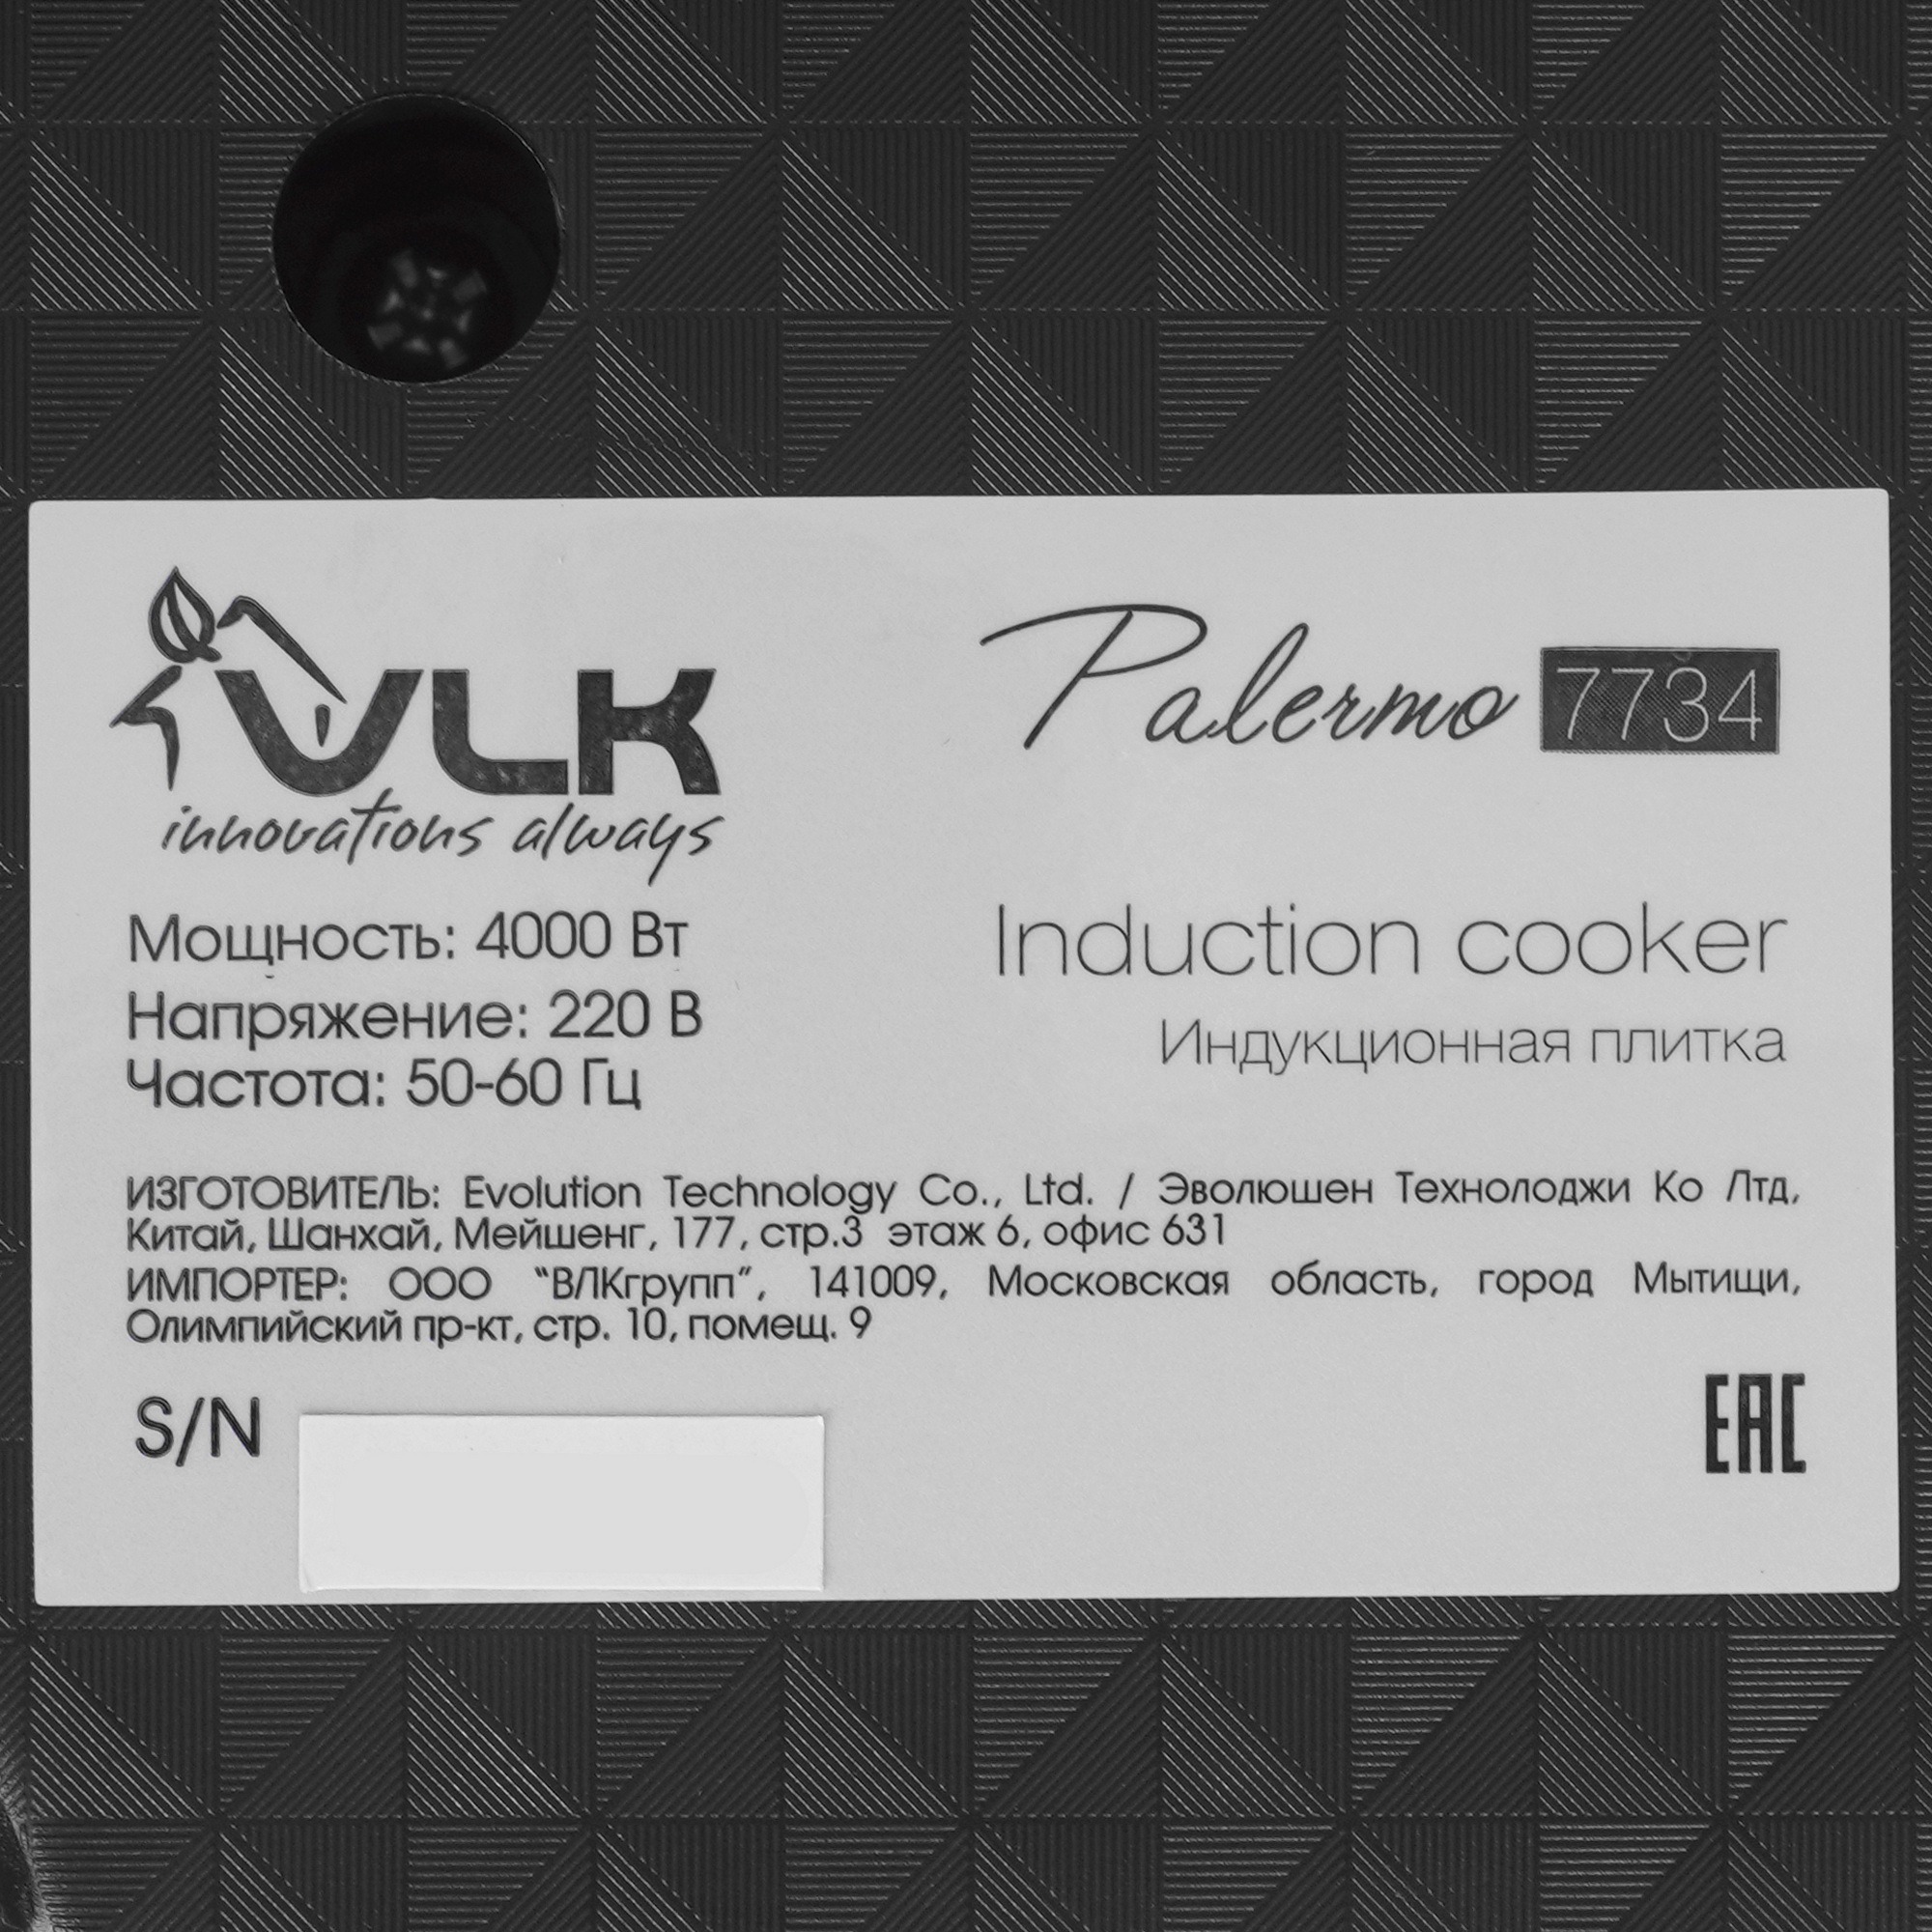 VLK
innovations always
Palermo 7734
Мощность: 4000 Вт
Напряжение: 220 В
Частота: 50-60 Гц
Induction cooker
Индукционная плитка
ИЗГОТОВИТЕЛЬ: Evolution Technology Co., Ltd. / Эволюшен Технолоджи Ко Лтд,
Китай, Шанхай, Мейшенг, 177, стр.3 этаж 6, офис 631
ИМПОРТЕР: ООО "ВЛКгрупп", 141009, Московская область, город Мытищи,
Олимпийский пр-кт, стр. 10, помещ. 9
S/N
EAC